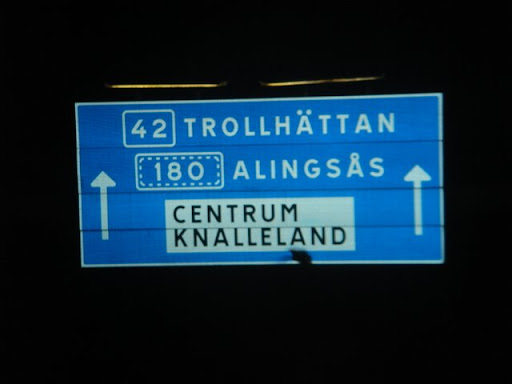 42 TROLLHÄTTAN
180 ALINGSÅS
CENTRUM
KNALLELAND